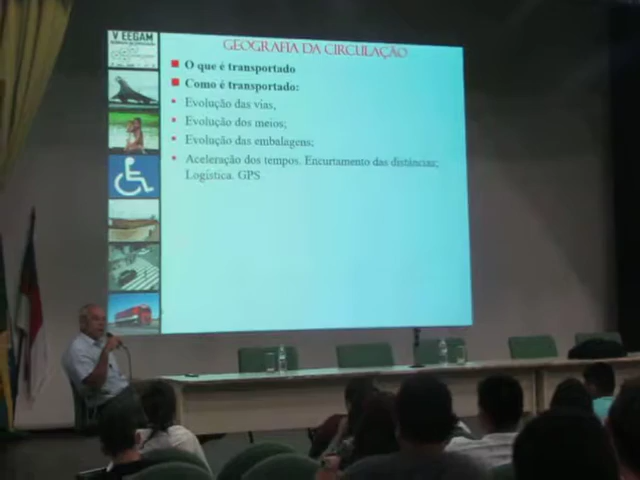 V EEGAM
GEOGRAFIA DA CIRCULAÇÃO
O que é transportado
Como é transportado:
Evolução das vias,
Evolução dos meios;
Evolução das embalagens;
Aceleração dos tempos. Encurtamento das distâncias;
Logística. GPS